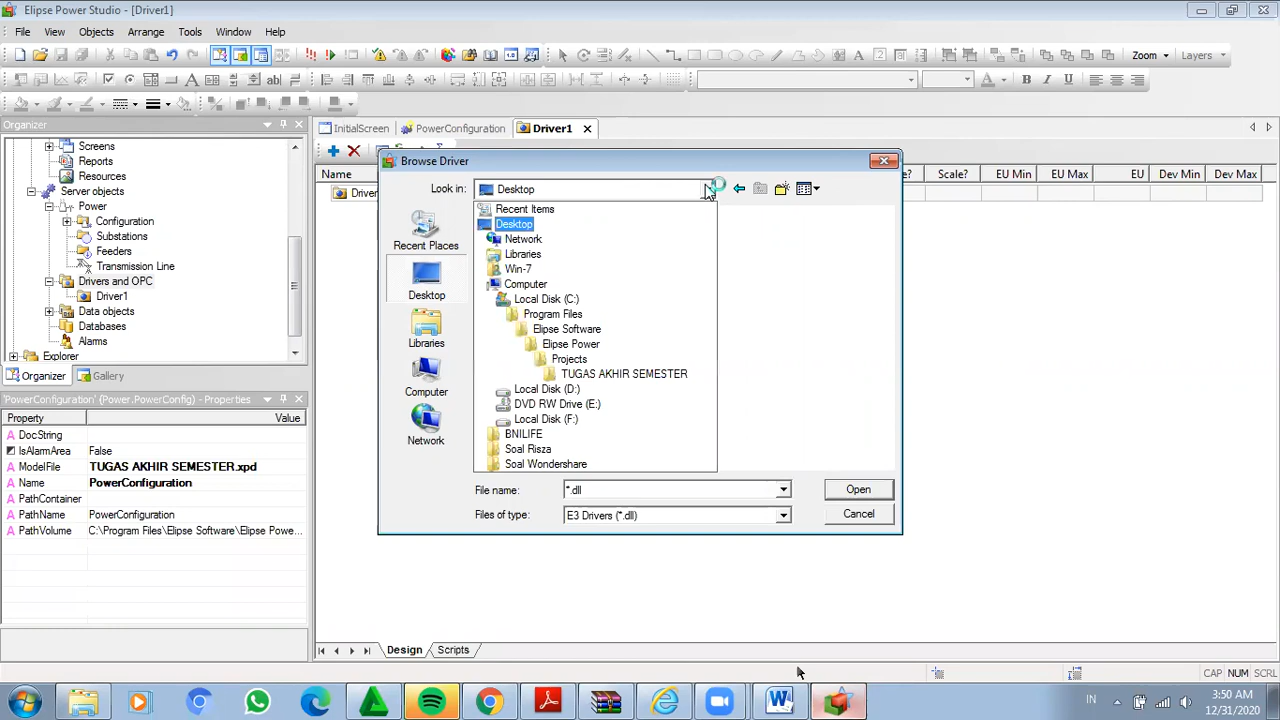 Elipse Power Studio - [Driver1]
File View Objects Arrange Tools Window Help
Zoom Layers
B I U
Organizer
Screens
Reports
Resources
Server objects
Power
Configuration
Substations
Feeders
Transmission Line
Drivers and OPC
Driver1
Data objects
Databases
Alarms
Explorer
Organizer Gallery
'PowerConfiguration' (Power.PowerConfig) - Properties
Property Value
DocString
IsAlarmArea False
ModelFile TUGAS AKHIR SEMESTER.xpd
Name PowerConfiguration
PathContainer
PathName PowerConfiguration
PathVolume C:\Program Files\Elipse Software\Elipse Powe...
InitialScreen PowerConfiguration Driver1
Name Scale? EU Min EU Max EU Dev Min Dev Max
Driver
Browse Driver
Look in: Desktop
Recent Places
Desktop
Libraries
Computer
Network
Recent Items
Desktop
Network
Libraries
Win-7
Computer
Local Disk (C:)
Program Files
Elipse Software
Elipse Power
Projects
TUGAS AKHIR SEMESTER
Local Disk (D:)
DVD RW Drive (E:)
Local Disk (F:)
BNILIFE
Soal Risza
Soal Wondershare
File name: *.dll Open
Files of type: E3 Drivers (*.dll) Cancel
Design Scripts
CAP NUM SCRL
IN 3:50 AM
12/31/2020